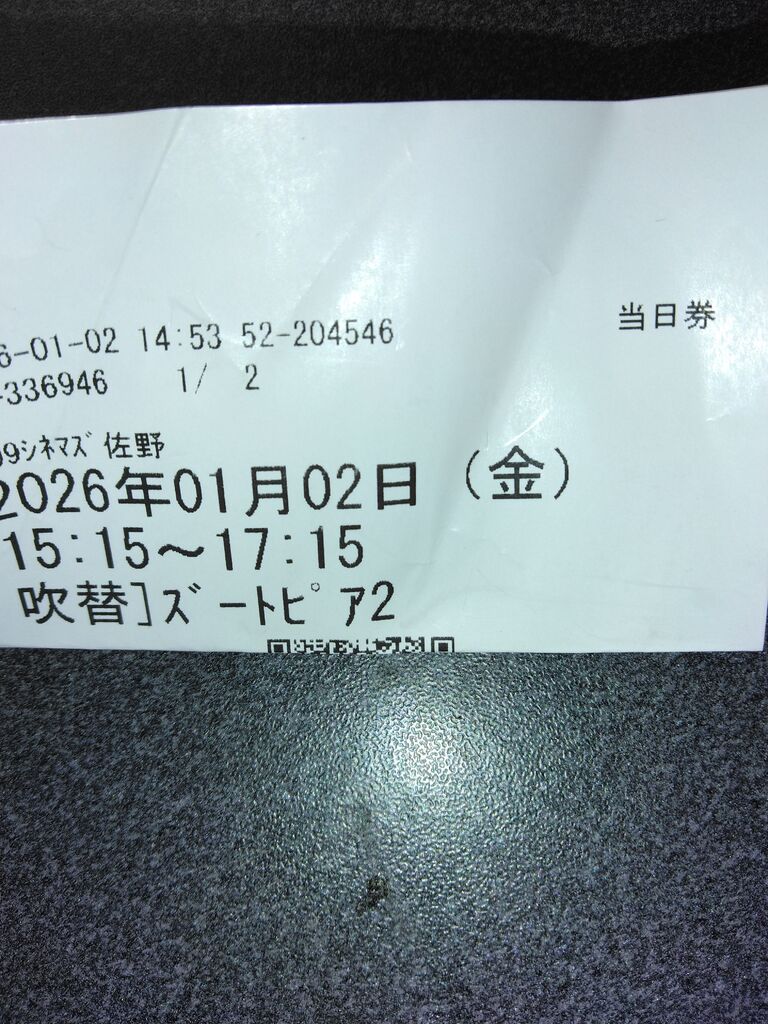 当日券
6-01-02 14:53 52-204546
-336946 1/ 2
09ｼﾈﾏｽﾞ 佐野
2026年01月02日 (金)
15:15～17:15
吹替]ｽﾞｰﾄﾋﾟｱ2